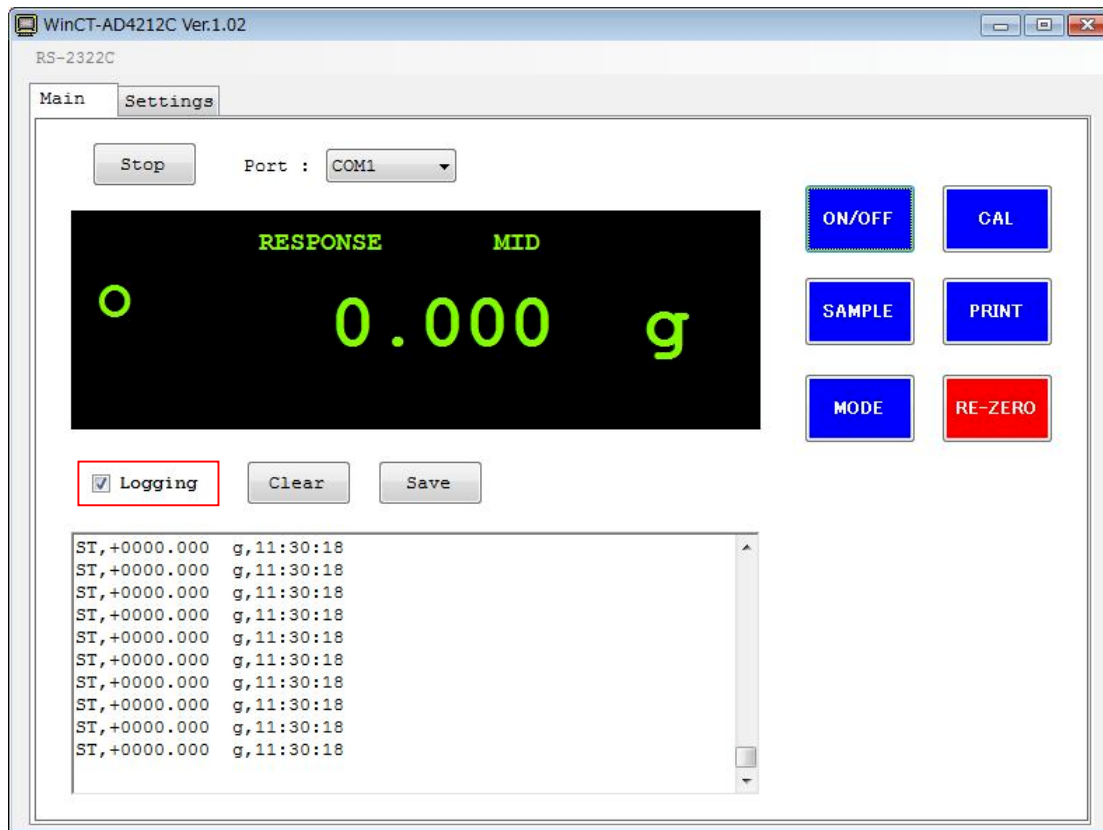 WinCT-AD4212C Ver.1.02
RS-2322C
Main Settings
Stop Port : COM1
RESPONSE MID
0.000 g
ON/OFF CAL
SAMPLE PRINT
MODE RE-ZERO
Logging Clear Save
ST,+0000.000 g,11:30:18
ST,+0000.000 g,11:30:18
ST,+0000.000 g,11:30:18
ST,+0000.000 g,11:30:18
ST,+0000.000 g,11:30:18
ST,+0000.000 g,11:30:18
ST,+0000.000 g,11:30:18
ST,+0000.000 g,11:30:18
ST,+0000.000 g,11:30:18
ST,+0000.000 g,11:30:18